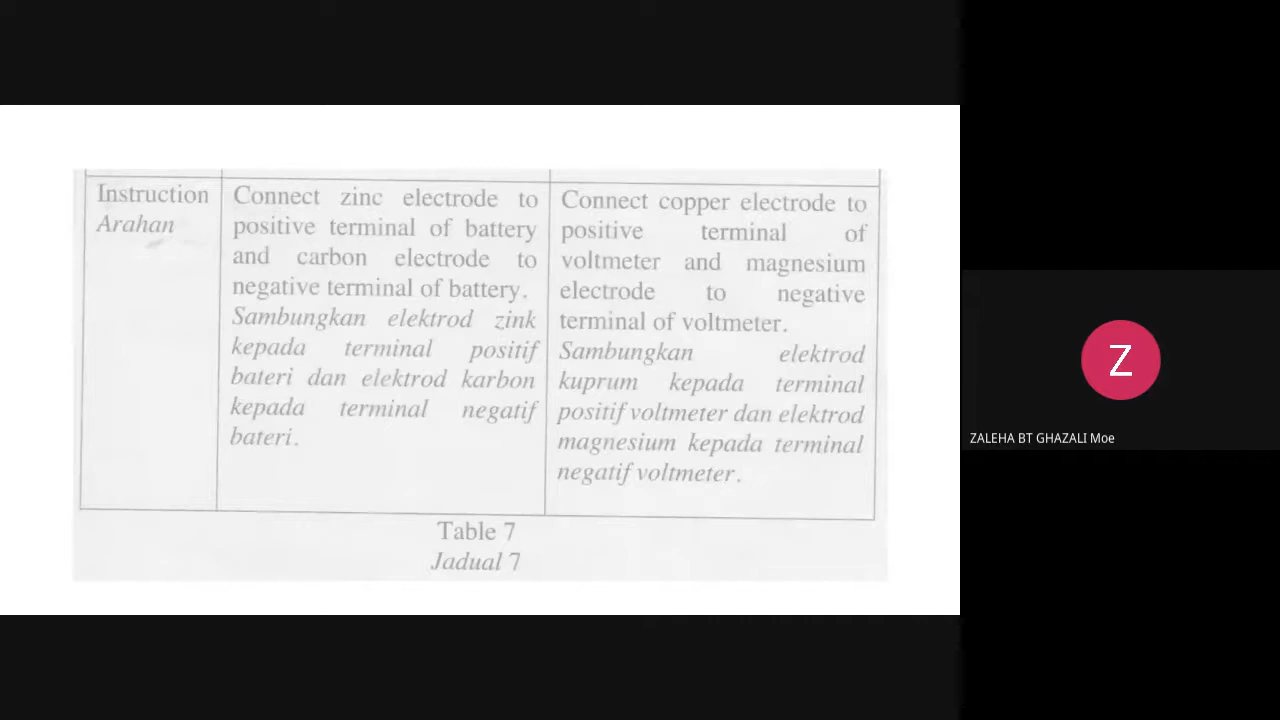 Instruction
Arahan
Connect zinc electrode to
positive terminal of battery
and carbon electrode to
negative terminal of battery.
Sambungkan elektrod zink
kepada terminal positif
bateri dan elektrod karbon
kepada terminal negatif
bateri.
Connect copper electrode to
positive terminal of
voltmeter and magnesium
electrode to negative
terminal of voltmeter.
Sambungkan elektrod
kuprum kepada terminal
positif voltmeter dan elektrod
magnesium kepada terminal
negatif voltmeter.
Table 7
Jadual 7
Z
ZALEHA BT GHAZALI Moe